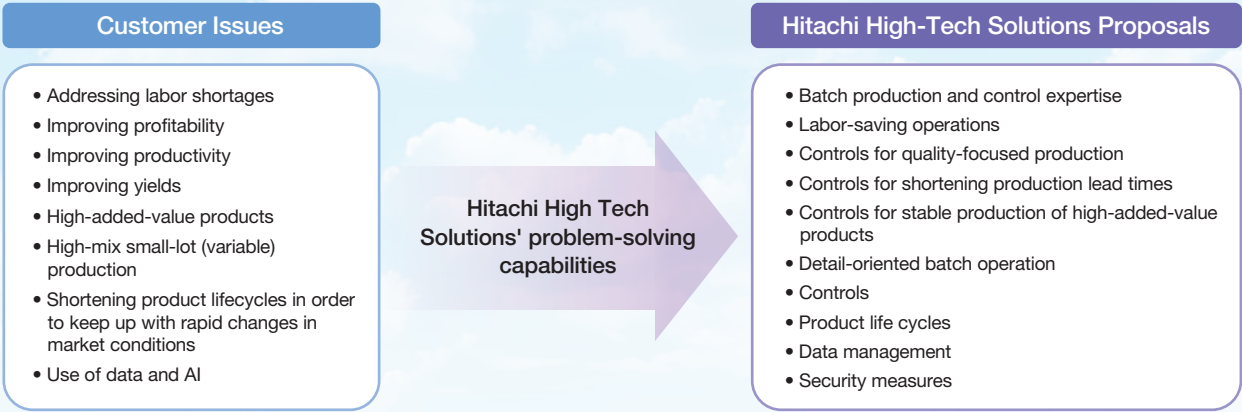 Customer Issues
• Addressing labor shortages
• Improving profitability
• Improving productivity
• Improving yields
• High-added-value products
• High-mix small-lot (variable)
production
• Shortening product lifecycles in order
to keep up with rapid changes in
market conditions
• Use of data and AI
Hitachi High Tech
Solutions' problem-solving
capabilities
Hitachi High-Tech Solutions Proposals
• Batch production and control expertise
• Labor-saving operations
• Controls for quality-focused production
• Controls for shortening production lead times
• Controls for stable production of high-added-value
products
• Detail-oriented batch operation
• Controls
• Product life cycles
• Data management
• Security measures